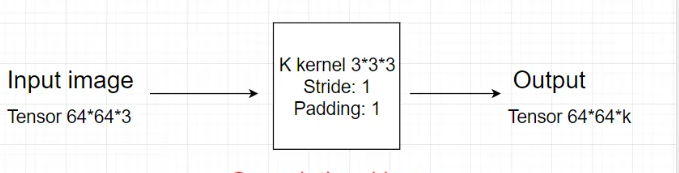 Input image
Tensor 64*64*3
K kernel 3*3*3
Stride: 1
Padding: 1
Output
Tensor 64*64*k